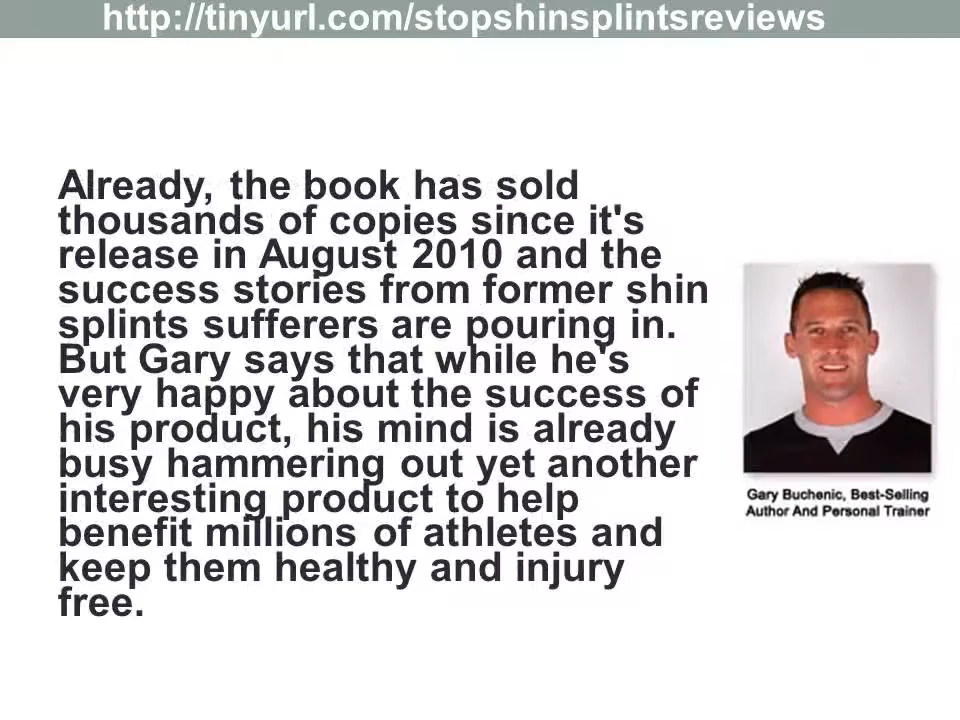 http://tinyurl.com/stopshinsplintsreviews
Already, the book has sold
thousands of copies since it's
release in August 2010 and the
success stories from former shin
splints sufferers are pouring in.
But Gary says that while he's
very happy about the success of
his product, his mind is already
busy hammering out yet another
interesting product to help
benefit millions of athletes and
keep them healthy and injury
free.
Gary Buchenic, Best-Selling
Author And Personal Trainer